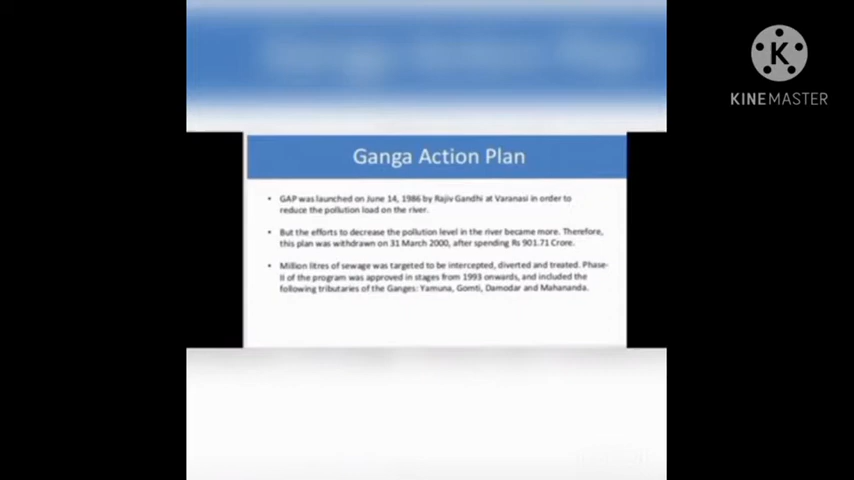 KINEMASTER
Ganga Action Plan
• GAP was launched on June 14, 1986 by Rajiv Gandhi at Varanasi in order to
reduce the pollution load on the river.
• But the efforts to decrease the pollution level in the river became more. Therefore,
this plan was withdrawn on 31 March 2000, after spending Rs 901.71 Crore.
• Million litres of sewage was targeted to be intercepted, diverted and treated. Phase-
II of the program was approved in stages from 1993 onwards, and included the
following tributaries of the Ganges: Yamuna, Gomti, Damodar and Mahananda.